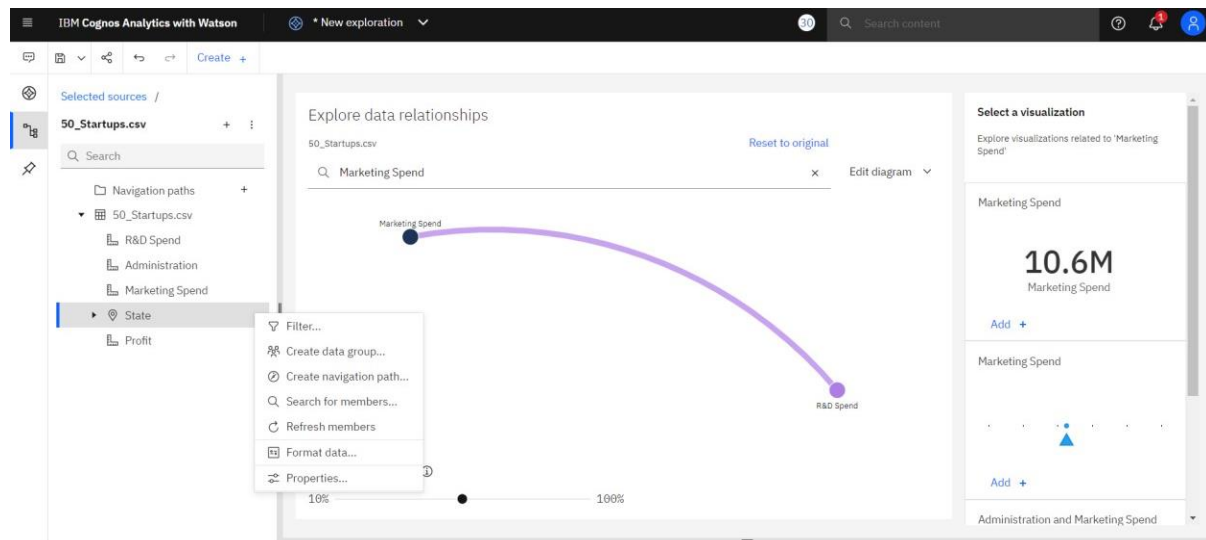 IBM Cognos Analytics with Watson
* New exploration
30
Search content
1
Create +
Selected sources /
50_Startups.csv
Search
Navigation paths
50_Startups.csv
R&D Spend
Administration
Marketing Spend
State
Profit
Filter...
Create data group...
Create navigation path...
Search for members...
Refresh members
Format data...
Properties...
Explore data relationships
50_Startups.csv
Reset to original
Marketing Spend
Edit diagram
Marketing Spend
R&D Spend
10%
100%
Select a visualization
Explore visualizations related to 'Marketing
Spend'
Marketing Spend
10.6M
Marketing Spend
Add +
Marketing Spend
Add +
Administration and Marketing Spend